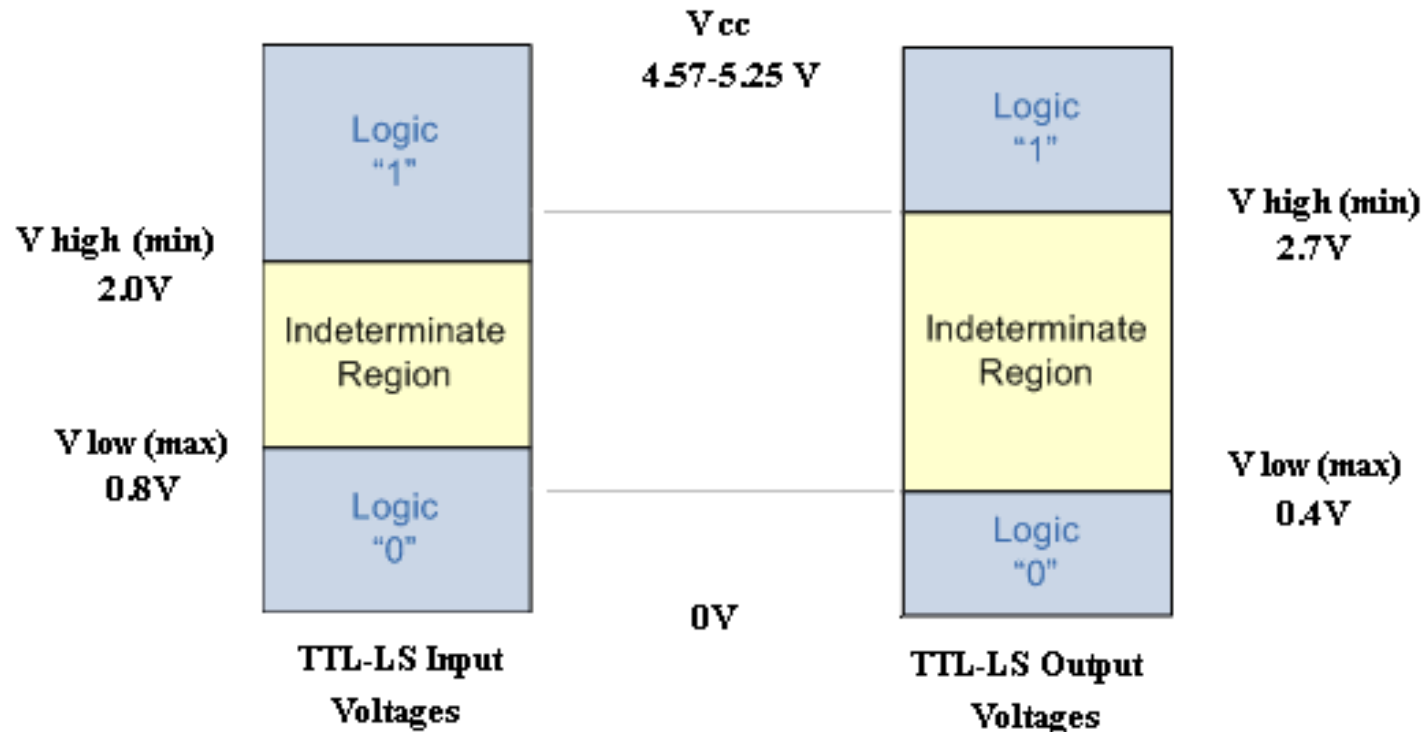 Vcc
4.57-5.25 V
Logic
“1”
V high (min)
2.0V
Indeterminate
Region
V low (max)
0.8V
Logic
“0”
0V
TTL-LS Input
Voltages
Logic
“1”
V high (min)
2.7V
Indeterminate
Region
V low (max)
0.4V
Logic
“0”
TTL-LS Output
Voltages